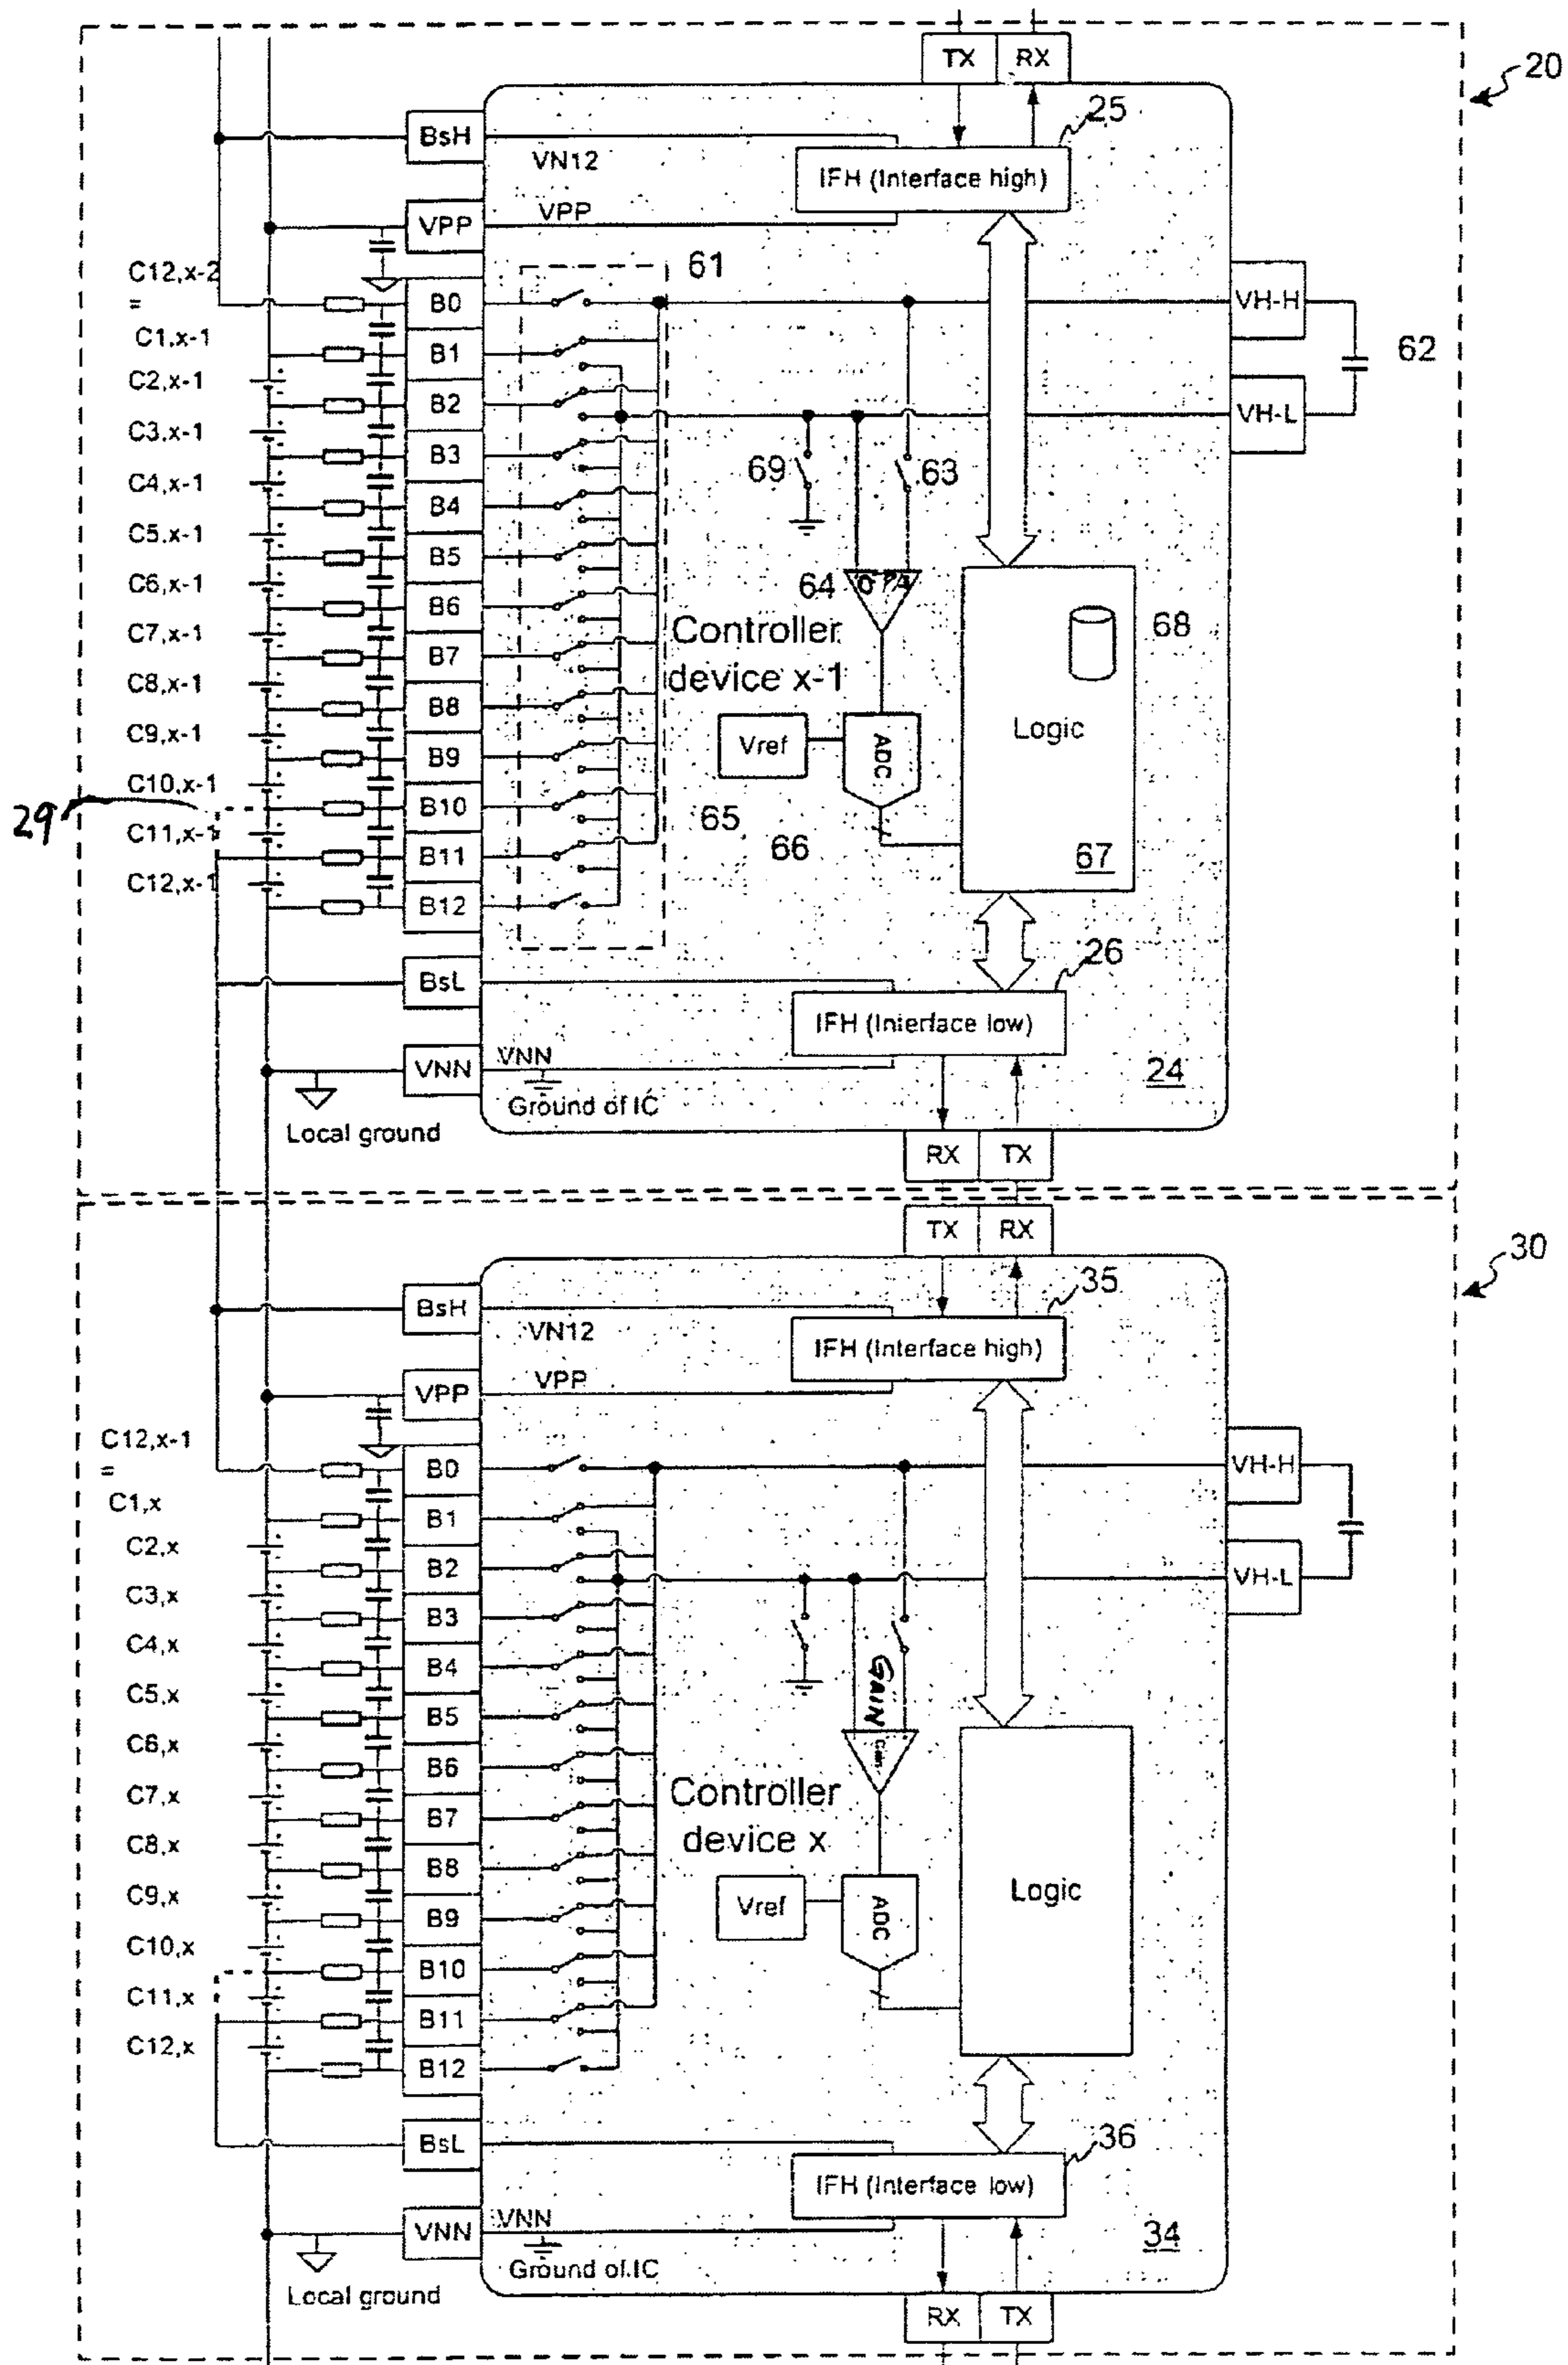 TX RX
20
25
BsH
VN12
IFH (Interface high)
VPP
VPP
61
C12,x-2
=
C1,x-1
B0
VH-H
B1
62
C2,x-1
B2
VH-L
C3,x-1
B3
69
63
C4,x-1
B4
C5,x-1
B5
C6,x-1
64
B6
C7,x-1
Controller
device x-1
68
B7
C8,x-1
B8
Logic
C9,x-1
Vref
ADC
B9
C10,x-1
29
B10
65
C11,x-1
66
B11
67
C12,x-1
B12
26
BsL
IFH (Interface low)
VNN
VNN
24
Ground of IC
Local ground
RX TX
TX RX
30
35
BsH
VN12
IFH (Interface high)
VPP
VPP
C12,x-1
=
C1,x
B0
VH-H
B1
C2,x
B2
VH-L
C3,x
B3
C4,x
B4
GAIN
C5,x
B5
Gain
C6,x
B6
C7,x
Controller
device x
B7
C8,x
B8
Logic
C9,x
Vref
ADC
B9
C10,x
B10
C11,x
B11
C12,x
B12
BsL
36
IFH (Interface low)
VNN
VNN
34
Ground of IC
Local ground
RX TX